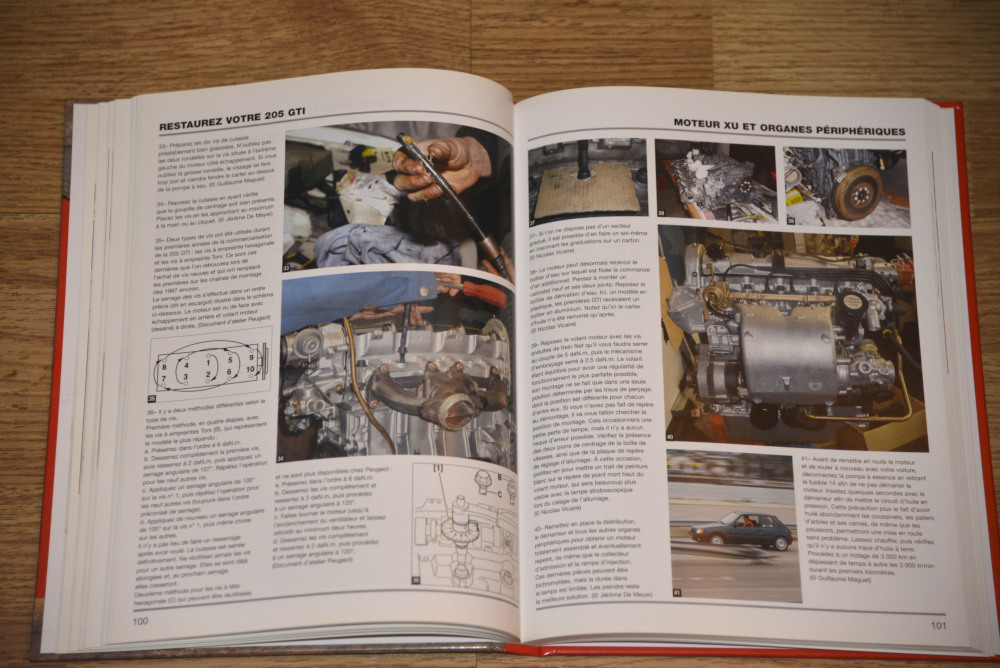 RESTAUREZ VOTRE 205 GTI
33– Préparez les dix vis de culasse
préalablement bien graissées. N'oubliez pas
les deux rondelles sur la vis située à l'extrême
gauche du moteur côté échappement. Si vous
oubliez la grosse rondelle, le vissage se fera
trop loin et viendra fendre le carter au-dessus
de la pompe à eau. (© Guillaume Maguet)
34– Reposez la culasse en ayant vérifié
que la goupille de centrage soit bien présente.
Placez les vis en les approchant au maximum
à la main ou au cliquet. (© Jérôme De Meyer)
35– Deux types de vis ont été utilisés durant
les premières années de la commercialisation
de la 205 GTI : les vis à empreinte hexagonale
et les vis à empreinte Torx. Ce sont ces
dernières que l'on retrouvera lors de
l'achat de vis neuves et qui ont remplacé
les premières sur les chaînes de montage
dès 1987 environ.
Le serrage des vis s'effectue dans un ordre
précis (dit en escargot) illustré dans le schéma
ci-dessous. Le moteur est vu de face avec
échappement en arrière et volant moteur
(dessiné) à droite. (Document d'atelier Peugeot)
8 4 1 5 9
7 3 2 6 10
35
36– Il y a deux méthodes différentes selon le
type de vis.
Première méthode, en quatre étapes, avec
les vis à empreintes Torx (B), qui représentent
le modèle le plus répandu :
a. Préserrez dans l'ordre à 6 daN.m.
b. Desserrez complètement la première vis,
puis resserrez à 2 daN.m, puis appliquez un
serrage angulaire de 107°. Répétez l'opération
pour les neuf autres vis.
c. Appliquez un serrage angulaire de 100°
sur la vis n° 1, puis répétez l'opération pour
les neuf autres vis (toujours dans l'ordre
préconisé de serrage).
d. Appliquez de nouveau un serrage angulaire
de 100° sur la vis n° 1, puis même chose
sur les autres.
Il n'y a pas lieu de faire un resserrage
après avoir roulé. La culasse est serrée
définitivement. Ne réutilisez jamais les vis
pour un autre serrage. Elles se sont déjà
allongées et, au prochain serrage,
elles casseront.
Deuxième méthode pour les vis à tête
hexagonale (C) qui peuvent être réutilisées
33
34
et ne sont plus disponibles chez Peugeot :
a. Préserrez dans l'ordre à 6 daN.m.
b. Desserrez les vis complètement et
resserrez à 2 daN.m, puis procédez
à un serrage angulaire à 120°.
c. Faites tourner le moteur jusqu'à
l'enclenchement du ventilateur et laissez
refroidir au minimum deux heures.
d. Desserrez les vis complètement
et resserrez à 2 daN.m, puis procédez
à un serrage angulaire à 120°.
(Document d'atelier Peugeot)
[1]
B
C
36
100
MOTEUR XU ET ORGANES PÉRIPHÉRIQUES
37
38
39
37– Si l'on ne dispose pas d'un secteur
gradué, il est possible d'en faire un soi-même
en inscrivant les graduations sur un carton.
(© Nicolas Vicaire)
38– Le moteur peut désormais recevoir le
boîtier d'eau sur lequel est fixée la commande
d'air additionnel. Pensez à monter un
calorstat neuf et ses deux joints. Reposez le
boîtier de dérivation d'eau. Ici, un modèle en
plastique, les premières GTI recevaient un
boîtier en aluminium. Notez qu'ici le carter
d'huile n'a été remonté qu'après.
(© Nicolas Vicaire)
39– Reposez le volant moteur avec les vis
enduites de frein filet qu'il vous faudra serrer
au couple de 5 daN.m, puis le mécanisme
d'embrayage serré à 2,5 daN.m. Le volant
étant équilibré pour avoir une régularité de
fonctionnement la plus parfaite possible,
son montage ne se fait que dans une seule
position déterminée par les trous de perçage,
dont la position est différente pour chacun
d'entre eux. Si vous n'aviez pas fait de repère
au démontage, il va vous falloir chercher la
position de montage. Cela occasionnera une
petite perte de temps, mais il n'y a aucun
risque d'erreur possible. Vérifiez la présence
des deux pions de centrage de la boîte de
vitesses, ainsi que de la plaque de repère
de réglage d'allumage. À cette occasion,
profitez-en pour mettre un trait de peinture
blanc sur le repère de point mort haut du
volant moteur, qui sera beaucoup plus
visible avec la lampe stroboscopique
lors du calage de l'allumage.
(© Nicolas Vicaire)
40– Remettez en place la distribution,
le démarreur et tous les autres organes
périphériques pour obtenir un moteur
totalement assemblé et éventuellement
repeint, de même que le collecteur
d'admission et la rampe d'injection.
Ces dernières pièces peuvent être
bichromatées, mais la durée dans
le temps est limitée. Les peindre reste
la meilleure solution. (© Jérôme De Meyer)
40
41
41– Avant de remettre en route le moteur
et de rouler à nouveau avec votre voiture,
déconnectez la pompe à essence en retirant
le fusible 14 afin de ne pas démarrer le
moteur. Insistez quelques secondes avec le
démarreur afin de mettre le circuit d'huile en
pression. Cette précaution plus le fait d'avoir
huilé abondamment les coussinets, les paliers
d'arbres et ses cames, de même que les
poussoirs, permettront une mise en route
sans problème. Laissez chauffer, puis vérifiez
qu'il n'y a aucune trace d'huile à terre.
Procédez à un rodage de 3 000 km en
dépassant de temps à autre les 3 000 tr/min
durant les premiers kilomètres.
(© Guillaume Maguet)
101